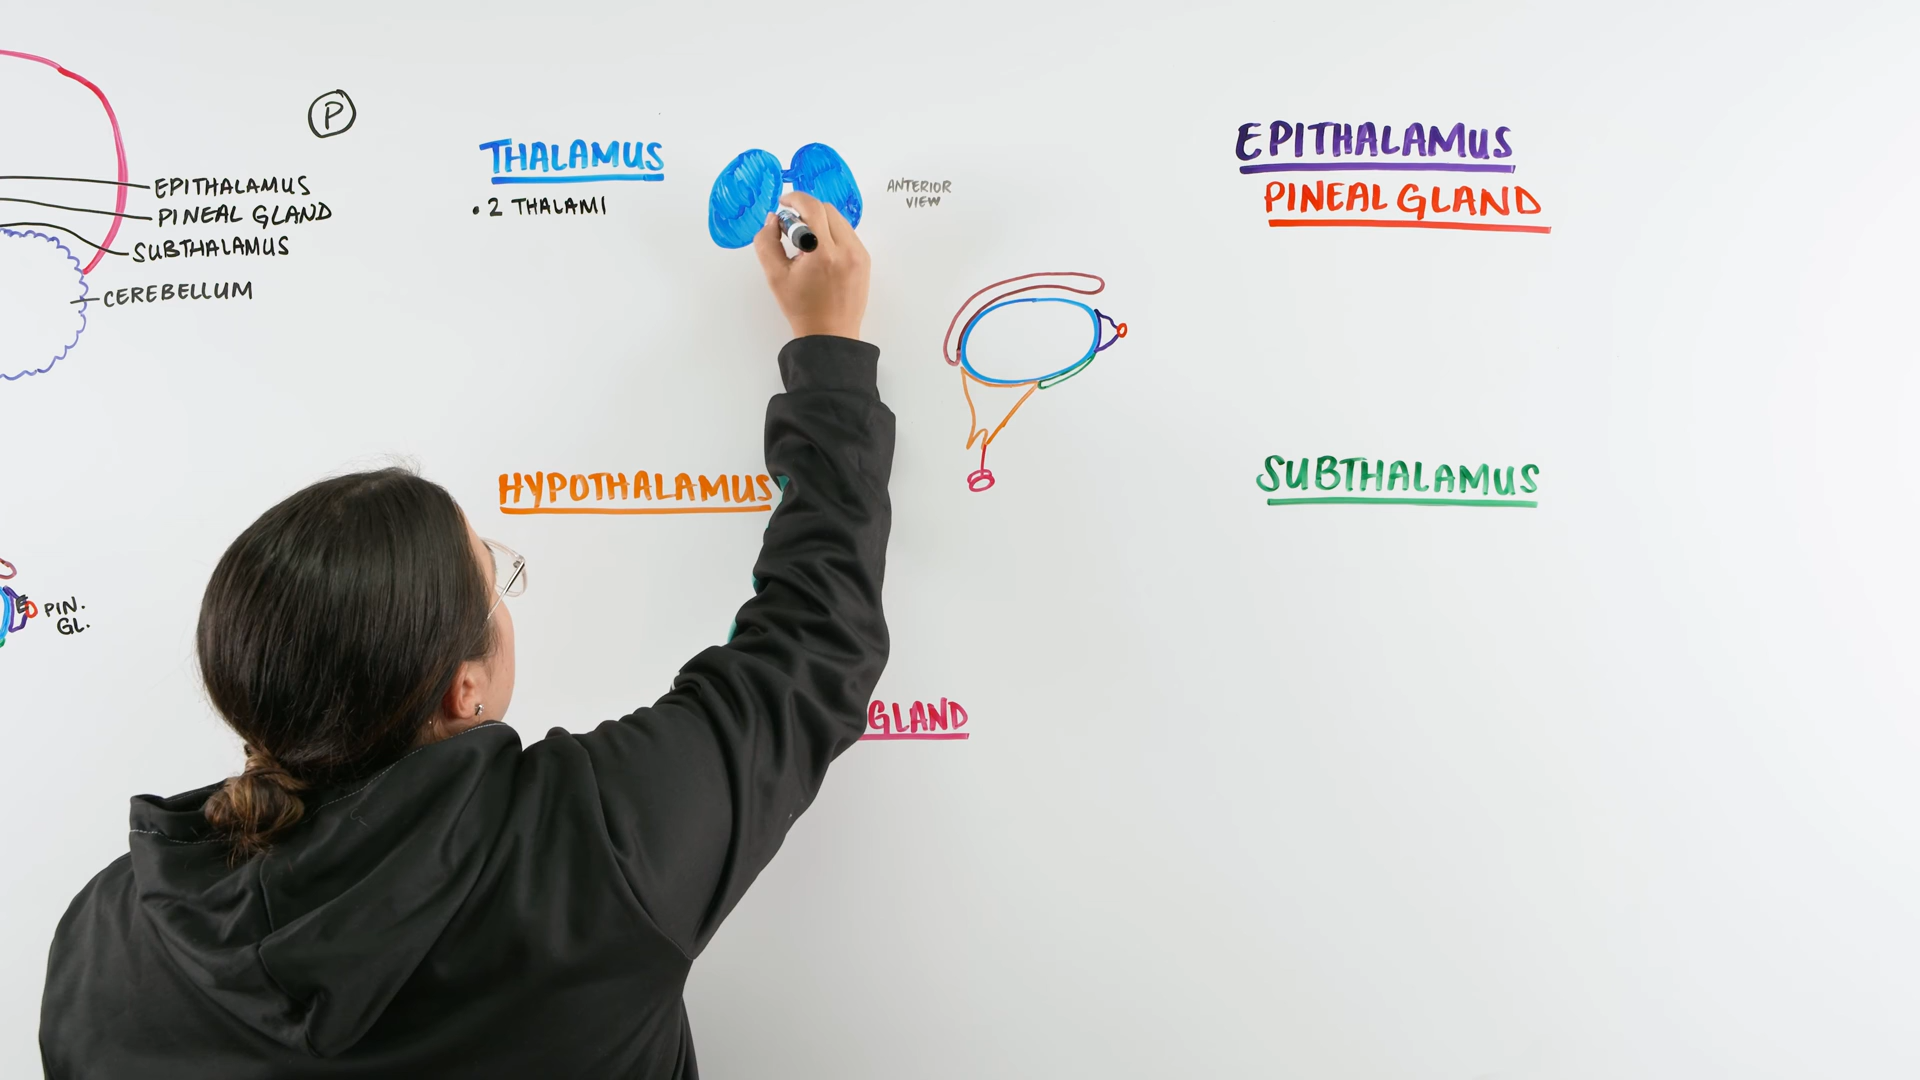 P
EPITHALAMUS
PINEAL GLAND
SUBTHALAMUS
CEREBELLUM
E
PIN.
GL.
THALAMUS
• 2 THALAMI
ANTERIOR
VIEW
HYPOTHALAMUS
GLAND
EPITHALAMUS
PINEAL GLAND
SUBTHALAMUS